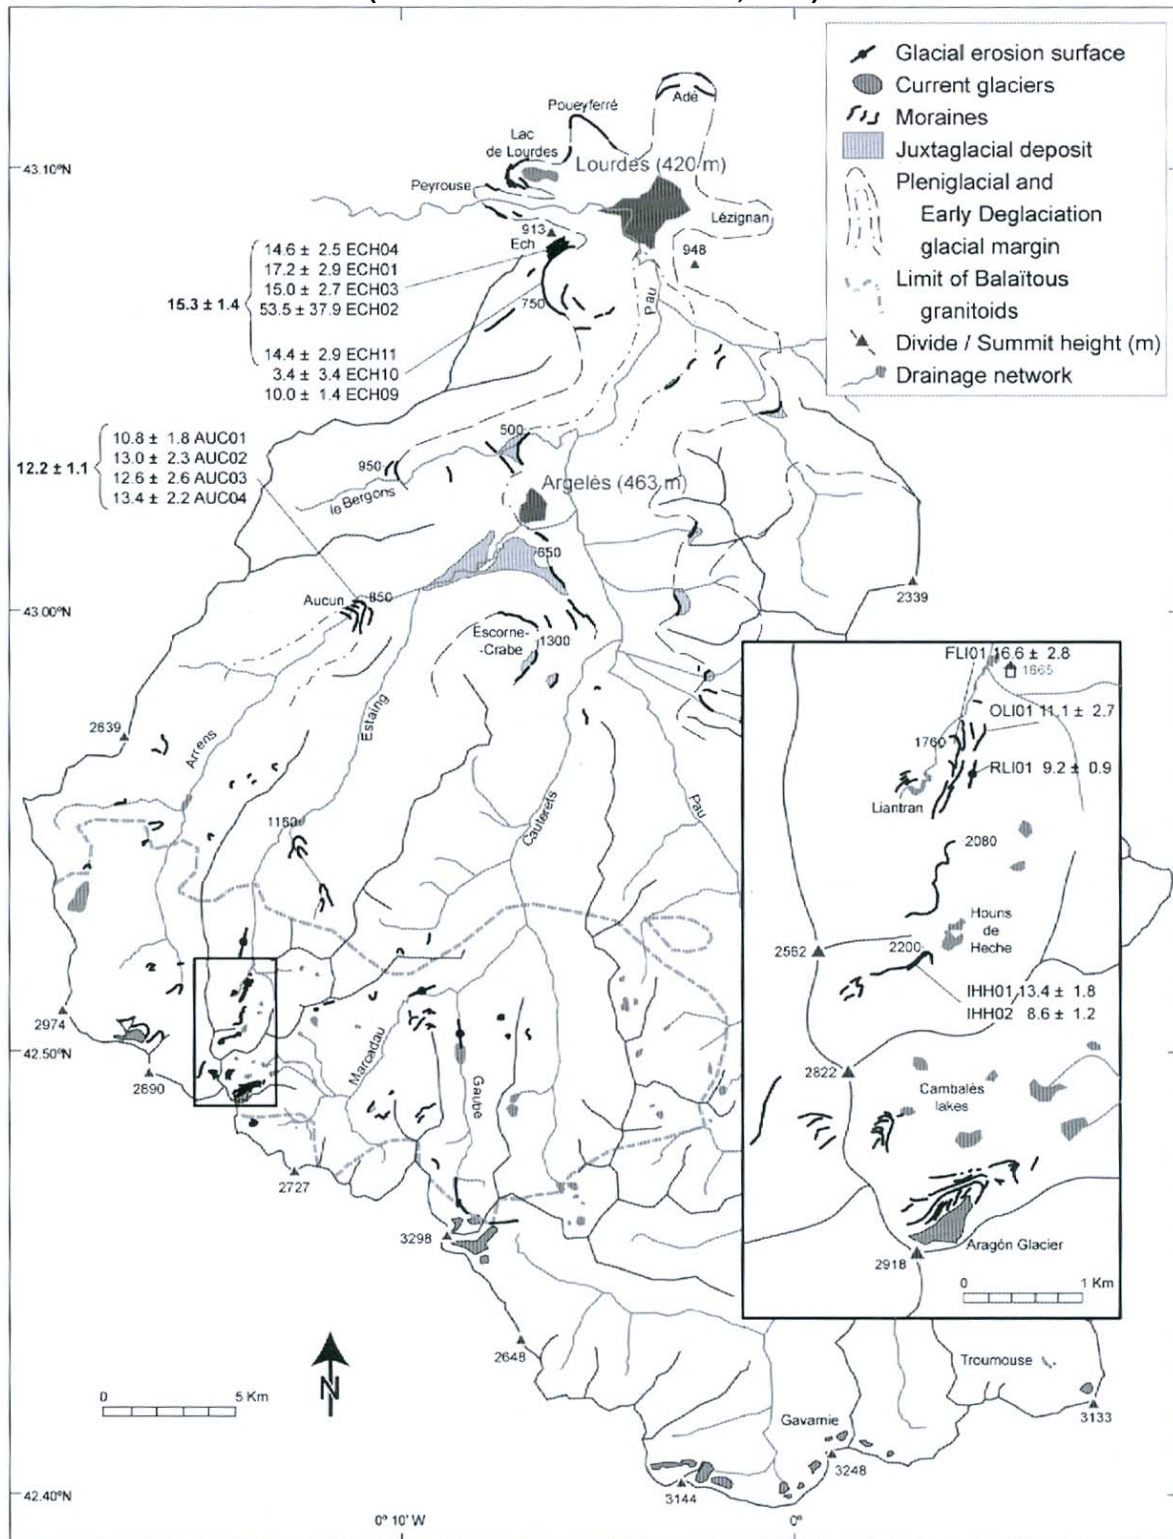 Glacial erosion surface
Current glaciers
Moraines
Juxtaglacial deposit
Pleniglacial and
Early Deglaciation
glacial margin
Limit of Balaïtous
granitoids
Divide / Summit height (m)
Drainage network
Adé
Poueyferré
Lac
de Lourdes
Lourdes (420 m)
43.10ºN
Peyrouse
Lézignan
913
Ech
948
14.6 ± 2.5 ECH04
17.2 ± 2.9 ECH01
15.0 ± 2.7 ECH03
53.5 ± 37.9 ECH02
15.3 ± 1.4
14.4 ± 2.9 ECH11
3.4 ± 3.4 ECH10
10.0 ± 1.4 ECH09
750
Pau
10.8 ± 1.8 AUC01
13.0 ± 2.3 AUC02
12.6 ± 2.6 AUC03
13.4 ± 2.2 AUC04
12.2 ± 1.1
500
950
le Bergons
Argelès (463 m)
650
2339
Aucun
850
43.00ºN
Escorne-
-Crabe
1300
Estaing
2639
Arrens
Cauterets
Pau
1160
2974
42.50ºN
2890
Marcadau
Gaube
2727
3298
2648
FLI01 16.6 ± 2.8
1665
OLI01 11.1 ± 2.7
1760
RLI01 9.2 ± 0.9
Liantran
2080
Houns
de
Heche
2562
2200
IHH01 13.4 ± 1.8
IHH02 8.6 ± 1.2
2822
Cambalès
lakes
Aragón Glacier
2918
0 1 Km
Troumouse
3133
0 5 Km
N
Gavarnie
3248
3144
42.40ºN
0º 10' W
0º